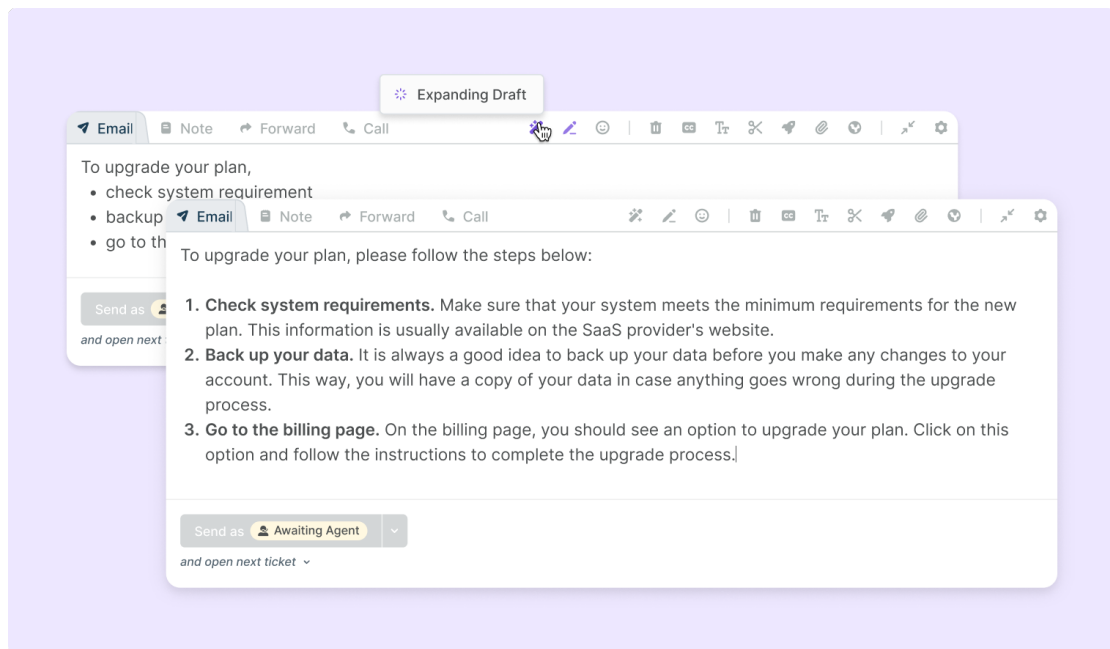 Expanding Draft
Email Note Forward Call
To upgrade your plan,
• check system requirement
• backup
• go to th
Send as
and open next
Email Note Forward Call
To upgrade your plan, please follow the steps below:
1. Check system requirements. Make sure that your system meets the minimum requirements for the new
plan. This information is usually available on the SaaS provider's website.
2. Back up your data. It is always a good idea to back up your data before you make any changes to your
account. This way, you will have a copy of your data in case anything goes wrong during the upgrade
process.
3. Go to the billing page. On the billing page, you should see an option to upgrade your plan. Click on this
option and follow the instructions to complete the upgrade process.
Send as Awaiting Agent
and open next ticket